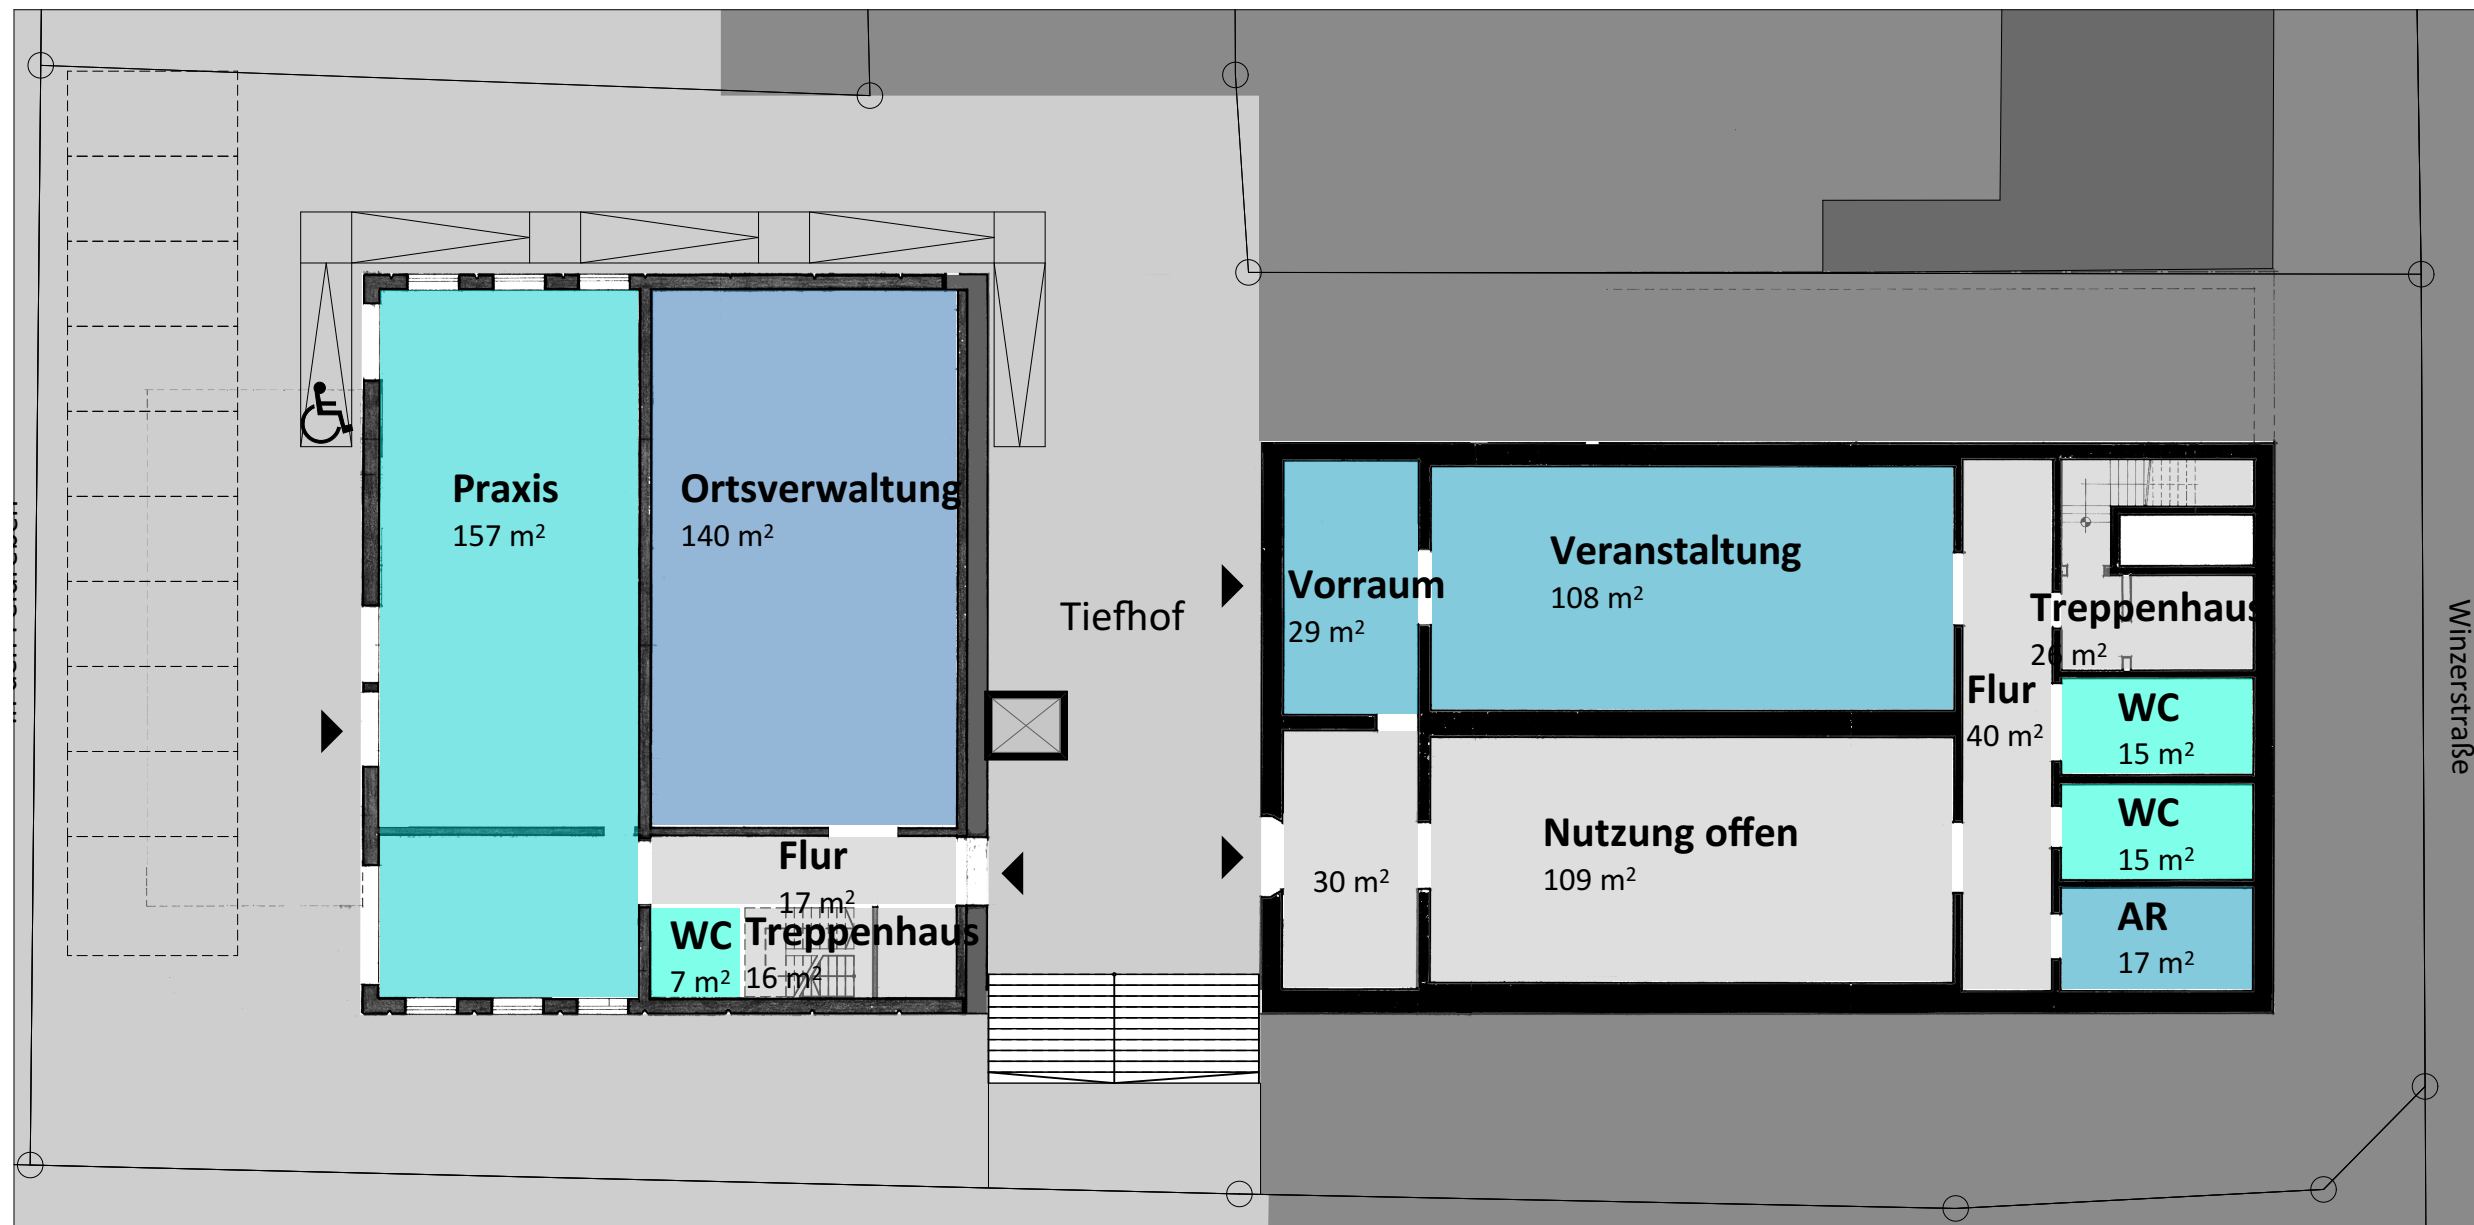 Praxis
157 m²
Ortsverwaltung
140 m²
Flur
17 m²
WC
7 m²
Treppenhaus
16 m²
Tiefhof
Vorraum
29 m²
Veranstaltung
108 m²
30 m²
Nutzung offen
109 m²
Flur
40 m²
Treppenhaus
26 m²
WC
15 m²
WC
15 m²
AR
17 m²
Winzerstraße